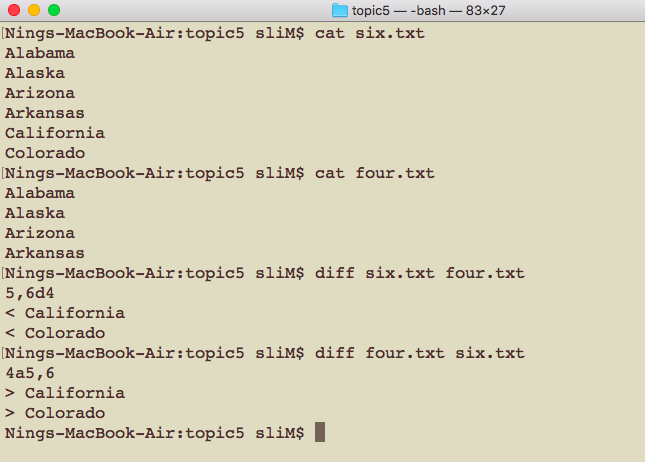 topic5 — -bash — 83×27
[Nings-MacBook-Air:topic5 sliM$ cat six.txt
Alabama
Alaska
Arizona
Arkansas
California
Colorado
[Nings-MacBook-Air:topic5 sliM$ cat four.txt
Alabama
Alaska
Arizona
Arkansas
[Nings-MacBook-Air:topic5 sliM$ diff six.txt four.txt
5,6d4
< California
< Colorado
[Nings-MacBook-Air:topic5 sliM$ diff four.txt six.txt
4a5,6
> California
> Colorado
Nings-MacBook-Air:topic5 sliM$